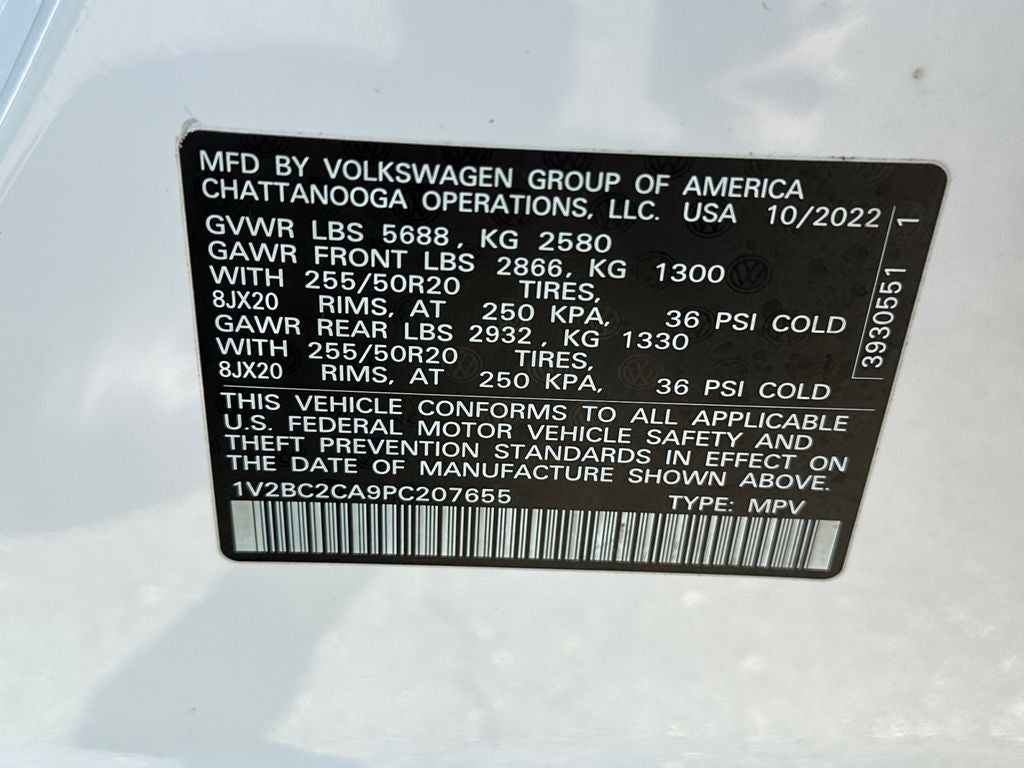 MFD BY VOLKSWAGEN GROUP OF AMERICA
CHATTANOOGA OPERATIONS, LLC. USA 10/2022
GVWR LBS 5688, KG 2580
GAWR FRONT LBS 2866, KG 1300
WITH 255/50R20 TIRES,
8JX20 RIMS, AT 250 KPA, 36 PSI COLD
GAWR REAR LBS 2932, KG 1330
WITH 255/50R20 TIRES,
8JX20 RIMS, AT 250 KPA, 36 PSI COLD
3930551 1
THIS VEHICLE CONFORMS TO ALL APPLICABLE
U.S. FEDERAL MOTOR VEHICLE SAFETY AND
THEFT PREVENTION STANDARDS IN EFFECT ON
THE DATE OF MANUFACTURE SHOWN ABOVE.
1V2BC2CA9PC207655 TYPE: MPV